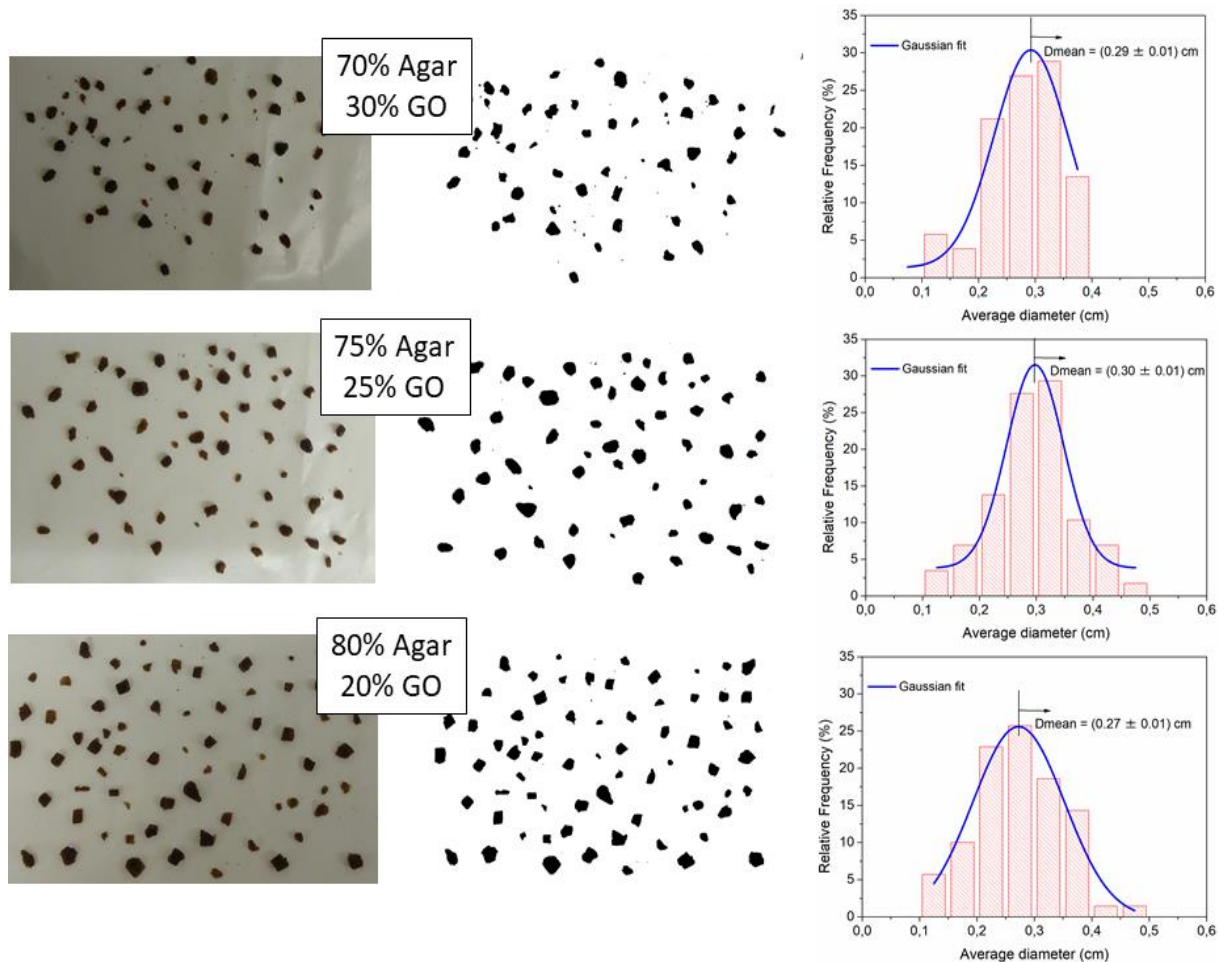 70% Agar
30% GO
35
30
25
20
15
10
5
0
Relative Frequency (%)
Gaussian fit
Dmean = (0.29 ± 0.01) cm
0,0 0,1 0,2 0,3 0,4 0,5 0,6
Average diameter (cm)
75% Agar
25% GO
35
30
25
20
15
10
5
0
Relative Frequency (%)
Gaussian fit
Dmean = (0.30 ± 0.01) cm
0,0 0,1 0,2 0,3 0,4 0,5 0,6
Average diameter (cm)
80% Agar
20% GO
35
30
25
20
15
10
5
0
Relative Frequency (%)
Gaussian fit
Dmean = (0.27 ± 0.01) cm
0,0 0,1 0,2 0,3 0,4 0,5 0,6
Average diameter (cm)